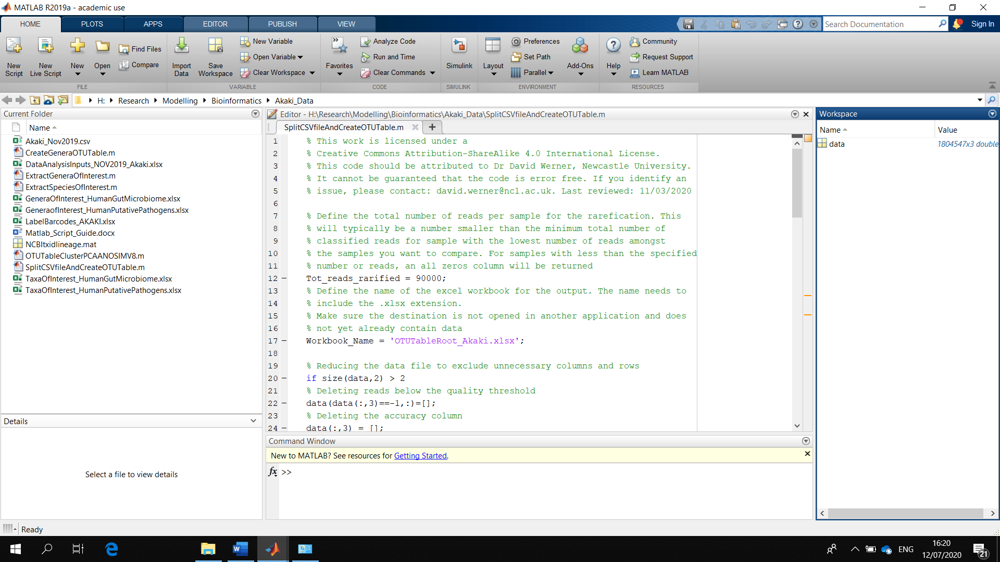 MATLAB R2019a - academic use
HOME PLOTS APPS EDITOR PUBLISH VIEW
Search Documentation
Sign In
New Script
New Live Script
New
Open
Find Files
Compare
FILE
Import Data
Save Workspace
New Variable
Open Variable
Clear Workspace
VARIABLE
Favorites
Analyze Code
Run and Time
Clear Commands
CODE
Simulink
SIMULINK
Layout
Preferences
Set Path
Parallel
Add-Ons
ENVIRONMENT
Help
Community
Request Support
Learn MATLAB
RESOURCES
H: Research Modelling Bioinformatics Akaki_Data
Current Folder
Name
Akaki_Nov2019.csv
CreateGeneraOTUTable.m
DataAnalysisInputs_NOV2019_Akaki.xlsx
ExtractGeneraOfInterest.m
ExtractSpeciesOfInterest.m
GeneraOfInterest_HumanGutMicrobiome.xlsx
GeneraofInterest_HumanPutativePathogens.xlsx
LabelBarcodes_AKAKI.xlsx
Matlab_Script_Guide.docx
NCBItxidlineage.mat
OTUTableClusterPCAANOSIMV8.m
SplitCSVfileAndCreateOTUTable.m
TaxaOfInterest_HumanGutMicrobiome.xlsx
TaxaOfInterest_HumanPutativePathogens.xlsx
Details
Select a file to view details
Editor - H:\Research\Modelling\Bioinformatics\Akaki_Data\SplitCSVfileAndCreateOTUTable.m
SplitCSVfileAndCreateOTUTable.m
1 % This work is licensed under a
2 % Creative Commons Attribution-ShareAlike 4.0 International License.
3 % This code should be attributed to Dr David Werner, Newcastle University.
4 % It cannot be guaranteed that the code is error free. If you identify an
5 % issue, please contact: david.werner@ncl.ac.uk. Last reviewed: 11/03/2020
6
7 % Define the total number of reads per sample for the rarefication. This
8 % will typically be a number smaller than the minimum total number of
9 % classified reads for sample with the lowest number of reads amongst
10 % the samples you want to compare. For samples with less than the specified
11 % number or reads, an all zeros column will be returned
12 – Tot_reads_rarified = 90000;
13 % Define the name of the excel workbook for the output. The name needs to
14 % include the .xlsx extension.
15 % Make sure the destination is not opened in another application and does
16 % not yet already contain data
17 – Workbook_Name = 'OTUTableRoot_Akaki.xlsx';
18
19 % Reducing the data file to exclude unnecessary columns and rows
20 – if size(data,2) > 2
21 % Deleting reads below the quality threshold
22 – data(data(:,3)==-1,:)=[];
23 % Deleting the accuracy column
24 – data(:,3) = [];
Command Window
New to MATLAB? See resources for Getting Started.
fx >>
Workspace
Name Value
data 1804547x3 double
Ready
ENG
16:20
12/07/2020
21